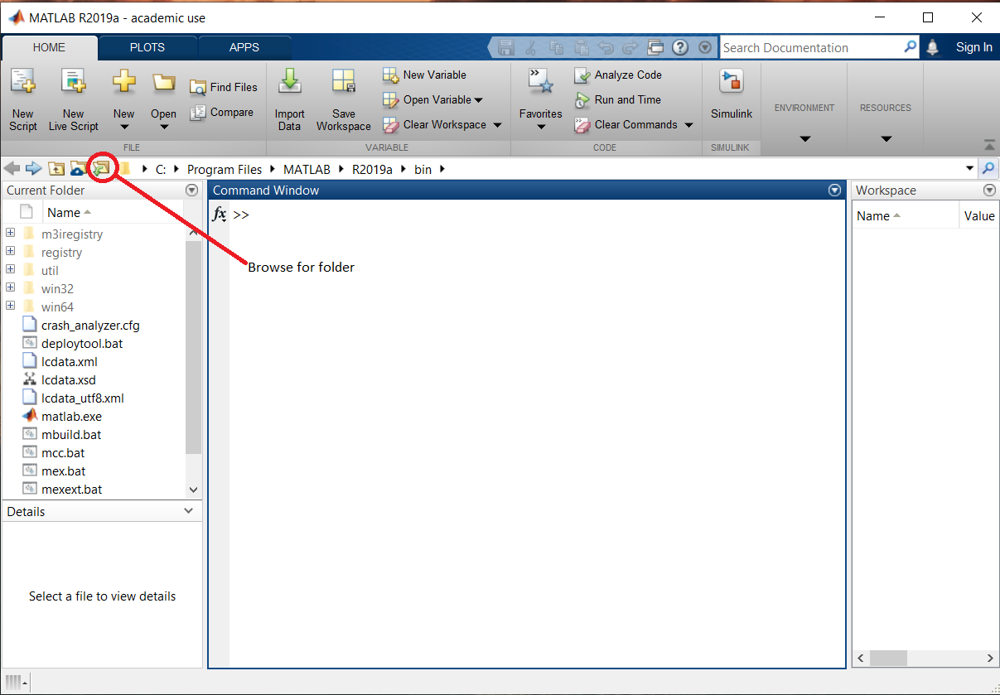 MATLAB R2019a - academic use
HOME
PLOTS
APPS
Search Documentation
Sign In
New Script
New Live Script
New
Open
Find Files
Compare
FILE
Import Data
Save Workspace
New Variable
Open Variable
Clear Workspace
VARIABLE
Favorites
Analyze Code
Run and Time
Clear Commands
CODE
Simulink
SIMULINK
ENVIRONMENT
RESOURCES
C: Program Files MATLAB R2019a bin
Current Folder
Name
m3iregistry
registry
util
win32
win64
crash_analyzer.cfg
deploytool.bat
lcdata.xml
lcdata.xsd
lcdata_utf8.xml
matlab.exe
mbuild.bat
mcc.bat
mex.bat
mexext.bat
Details
Select a file to view details
Command Window
fx >>
Browse for folder
Workspace
Name Value